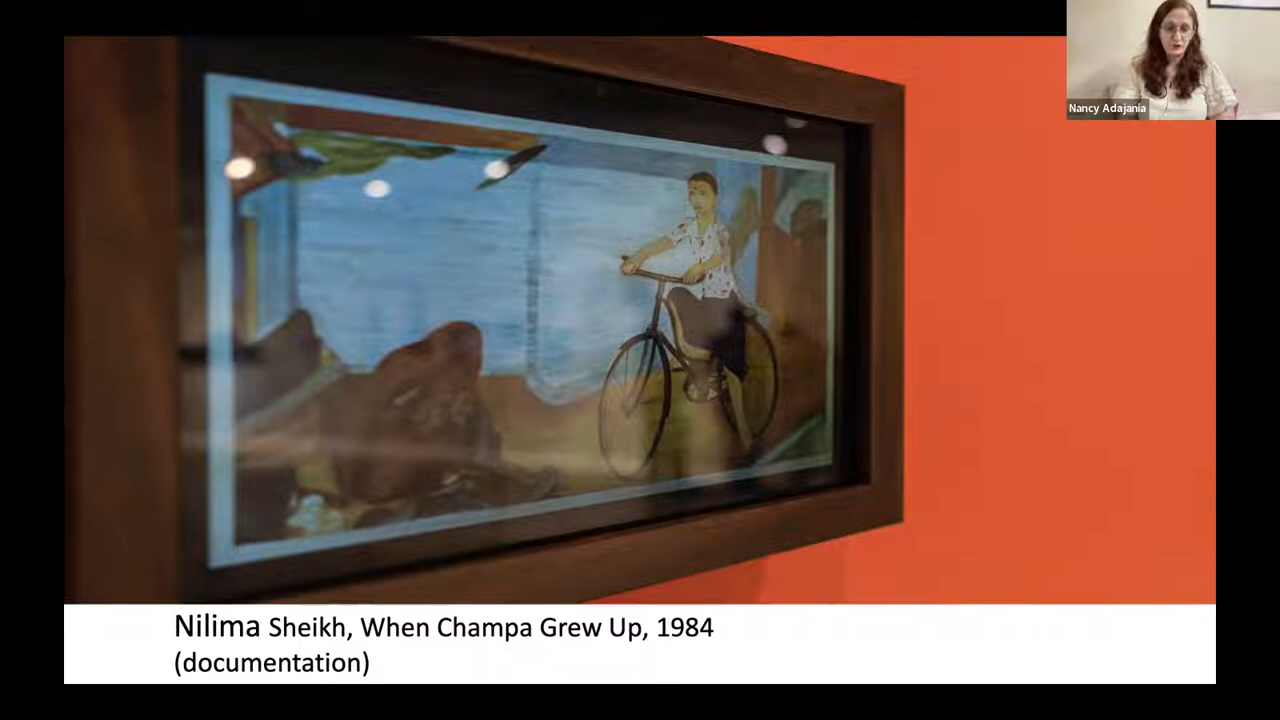 Nancy Adajania
Nilima Sheikh, When Champa Grew Up, 1984
(documentation)